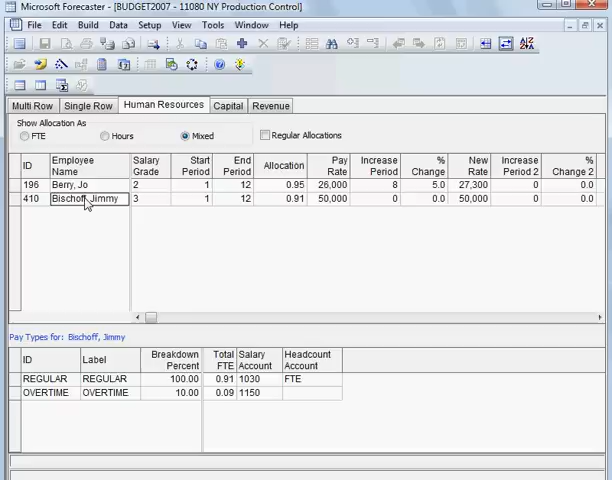 Microsoft Forecaster - [BUDGET2007 - 11080 NY Production Control]
File Edit Build Data Setup View Tools Window Help
Multi Row Single Row Human Resources Capital Revenue
Show Allocation As
FTE Hours Mixed Regular Allocations
ID Employee Name Salary Grade Start Period End Period Allocation Pay Rate Increase Period % Change New Rate Increase Period 2 % Change 2
196 Berry, Jo 2 1 12 0.95 26,000 8 5.0 27,300 0 0.0
410 Bischoff, Jimmy 3 1 12 0.91 50,000 0 0.0 50,000 0 0.0
Pay Types for: Bischoff, Jimmy
ID Label Breakdown Percent Total FTE Salary Account Headcount Account
REGULAR REGULAR 100.00 0.91 1030 FTE
OVERTIME OVERTIME 10.00 0.09 1150